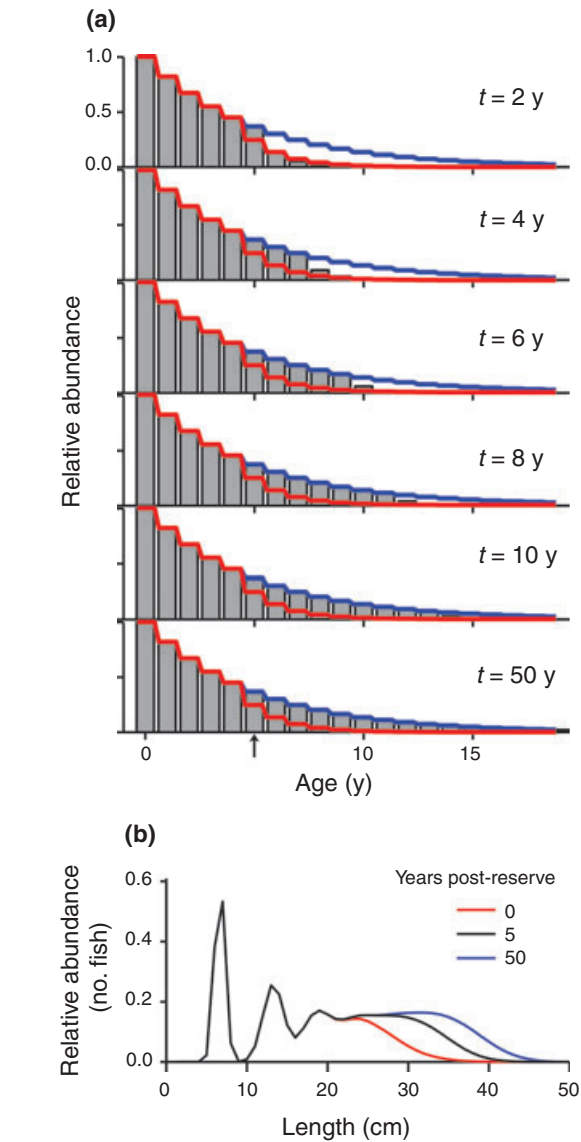 (a)
1.0
0.5
0.0
t = 2 y
t = 4 y
t = 6 y
t = 8 y
t = 10 y
t = 50 y
Relative abundance
0 10 15
Age (y)
(b)
Relative abundance
(no. fish)
0.6
0.4
0.2
0.0
Years post-reserve
0
5
50
0 10 20 30 40 50
Length (cm)